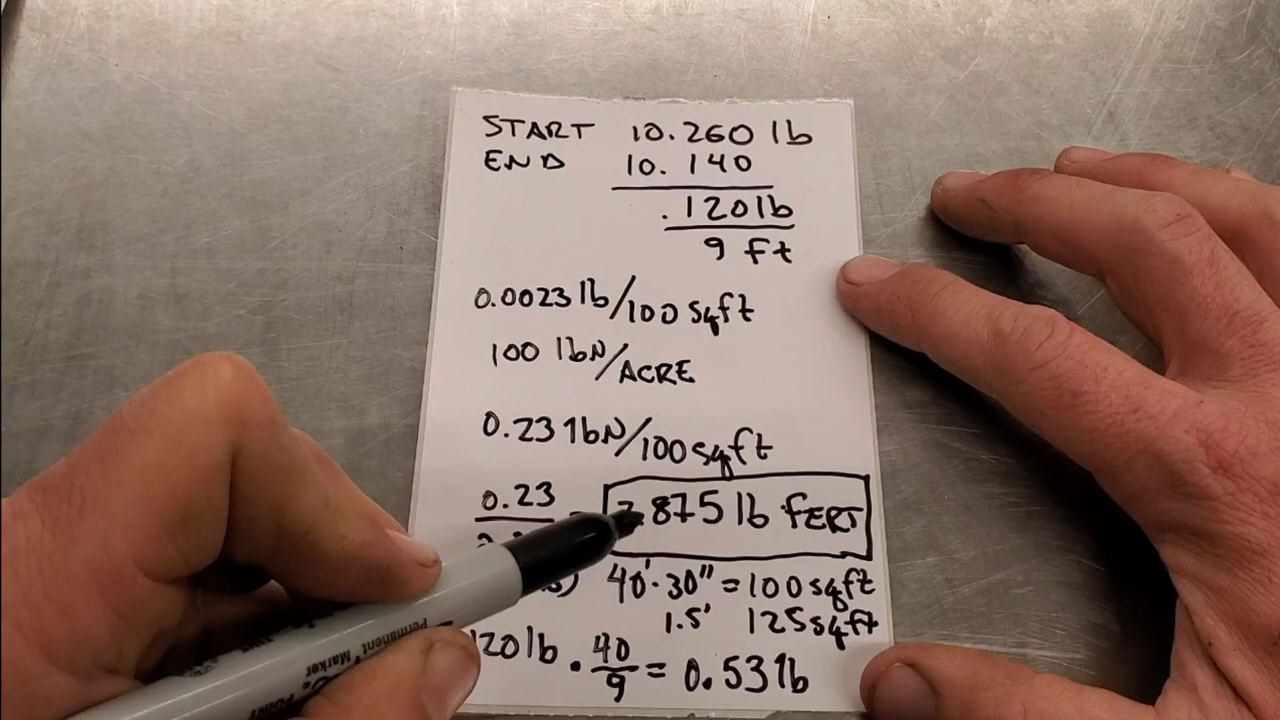 START 10.260 lb
END 10.140
.120 lb
9 ft
0.0023 lb/100 sqft
100 lbN/ACRE
0.23 lbN/100 sqft
0.23
.875 lb FERT
40'·30" = 100 sqft
1.5' 125 sqft
120 lb · 40/9 = 0.53 lb
Permanent Marker